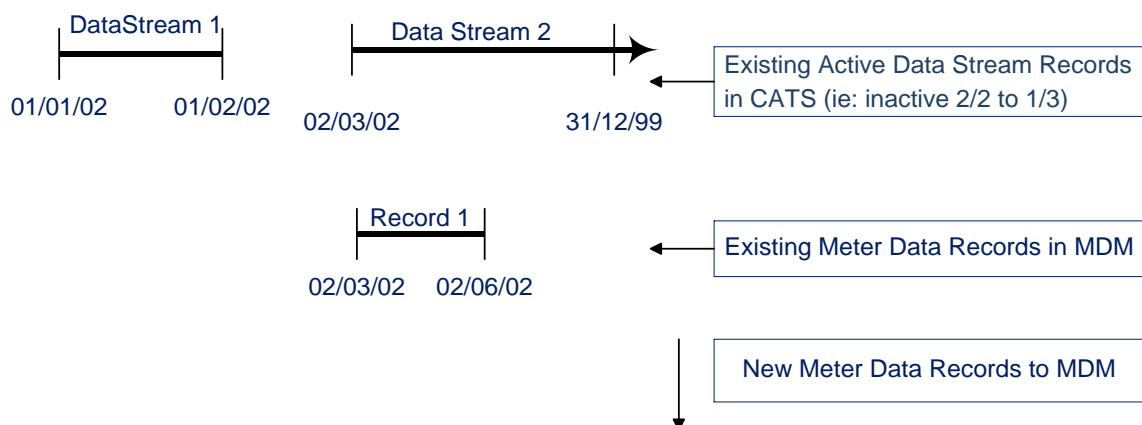 DataStream 1
Data Stream 2
01/01/02
01/02/02
02/03/02
31/12/99
Existing Active Data Stream Records
in CATS (ie: inactive 2/2 to 1/3)
Record 1
02/03/02
02/06/02
Existing Meter Data Records in MDM
New Meter Data Records to MDM